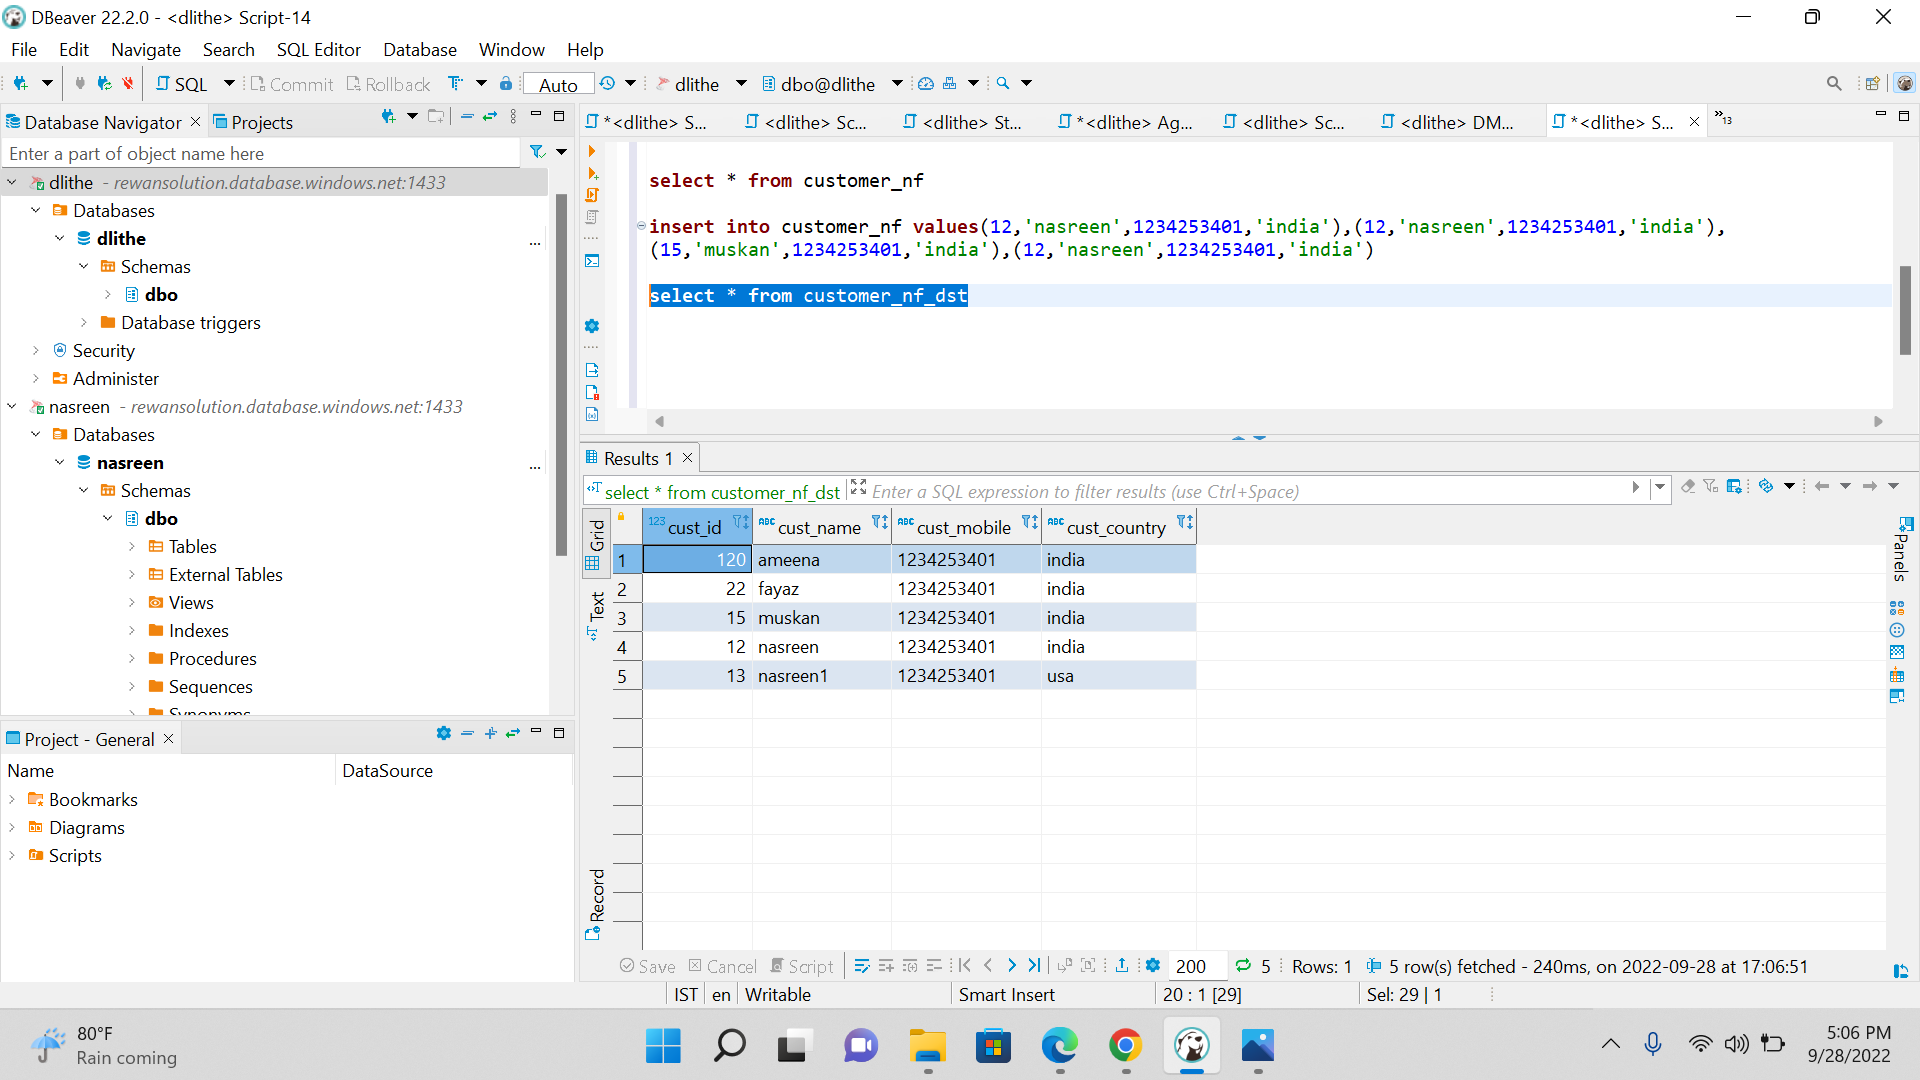 DBeaver 22.2.0 - <dlithe> Script-14
File Edit Navigate Search SQL Editor Database Window Help
SQL Commit Rollback Auto dlithe dbo@dlithe
Database Navigator Projects
Enter a part of object name here
dlithe - rewansolution.database.windows.net:1433
Databases
dlithe ...
Schemas
dbo
Database triggers
Security
Administer
nasreen - rewansolution.database.windows.net:1433
Databases
nasreen ...
Schemas
dbo
Tables
External Tables
Views
Indexes
Procedures
Sequences
Synonyms
Project - General
Name DataSource
Bookmarks
Diagrams
Scripts
*<dlithe> S... <dlithe> Sc... <dlithe> St... *<dlithe> Ag... <dlithe> Sc... <dlithe> DM... *<dlithe> S... »13
select * from customer_nf
insert into customer_nf values(12,'nasreen',1234253401,'india'),(12,'nasreen',1234253401,'india'),
(15,'muskan',1234253401,'india'),(12,'nasreen',1234253401,'india')
select * from customer_nf_dst
Results 1
select * from customer_nf_dst Enter a SQL expression to filter results (use Ctrl+Space)
Grid
Text
Record
Panels
123 cust_id ABC cust_name ABC cust_mobile ABC cust_country
1 120 ameena 1234253401 india
2 22 fayaz 1234253401 india
3 15 muskan 1234253401 india
4 12 nasreen 1234253401 india
5 13 nasreen1 1234253401 usa
Save Cancel Script 200 5 Rows: 1 5 row(s) fetched - 240ms, on 2022-09-28 at 17:06:51
IST en Writable Smart Insert 20 : 1 [29] Sel: 29 | 1
80°F
Rain coming
5:06 PM
9/28/2022